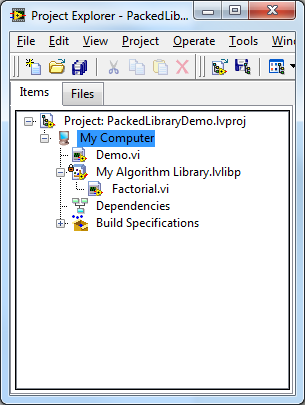 Project Explorer - PackedLib...
File Edit View Project Operate Tools Window
Items Files
Project: PackedLibraryDemo.lvproj
My Computer
Demo.vi
My Algorithm Library.lvlibp
Factorial.vi
Dependencies
Build Specifications